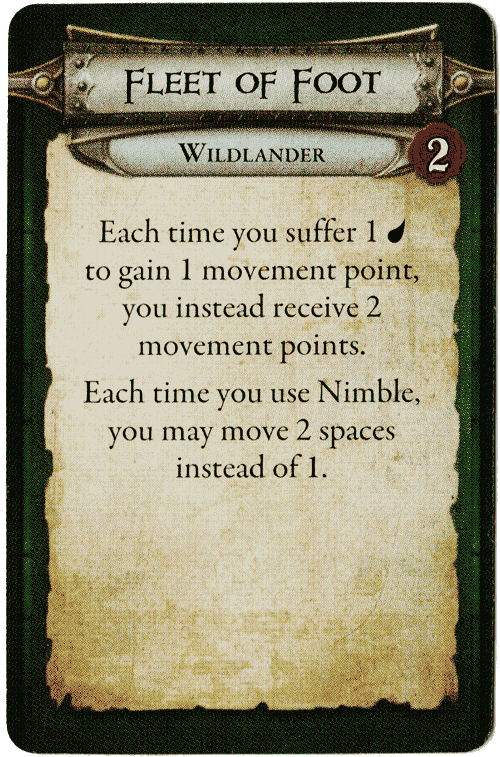 Fleet of Foot
Wildlander
2
Each time you suffer 1
to gain 1 movement point,
you instead receive 2
movement points.
Each time you use Nimble,
you may move 2 spaces
instead of 1.